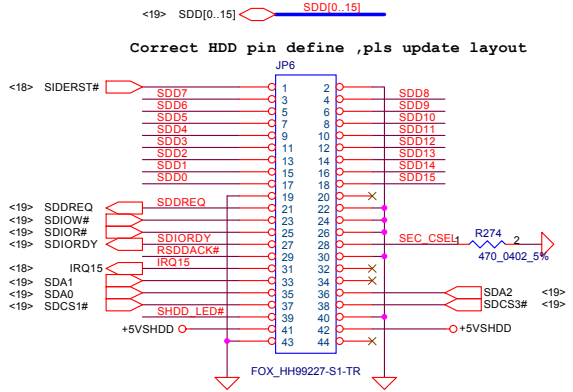 <19> SDD[0..15] SDD[0..15]
Correct HDD pin define ,pls update layout
JP6
<18> SIDERST# 1 2
SDD7 3 4 SDD8
SDD6 5 6 SDD9
SDD5 7 8 SDD10
SDD4 9 10 SDD11
SDD3 11 12 SDD12
SDD2 13 14 SDD13
SDD1 15 16 SDD14
SDD0 17 18 SDD15
19 20
<19> SDDREQ SDDREQ 21 22
<19> SDIOW# 23 24
<19> SDIOR# 25 26
<19> SDIORDY SDIORDY 27 28 SEC_CSEL 1 R274 2
470_0402_5%
RSDDACK# 29 30
<18> IRQ15 IRQ15 31 32
<19> SDA1 33 34
<19> SDA0 35 36 SDA2 <19>
<19> SDCS1# 37 38 SDCS3# <19>
SHDD_LED# 39 40
+5VSHDD 41 42 +5VSHDD
43 44
FOX_HH99227-S1-TR